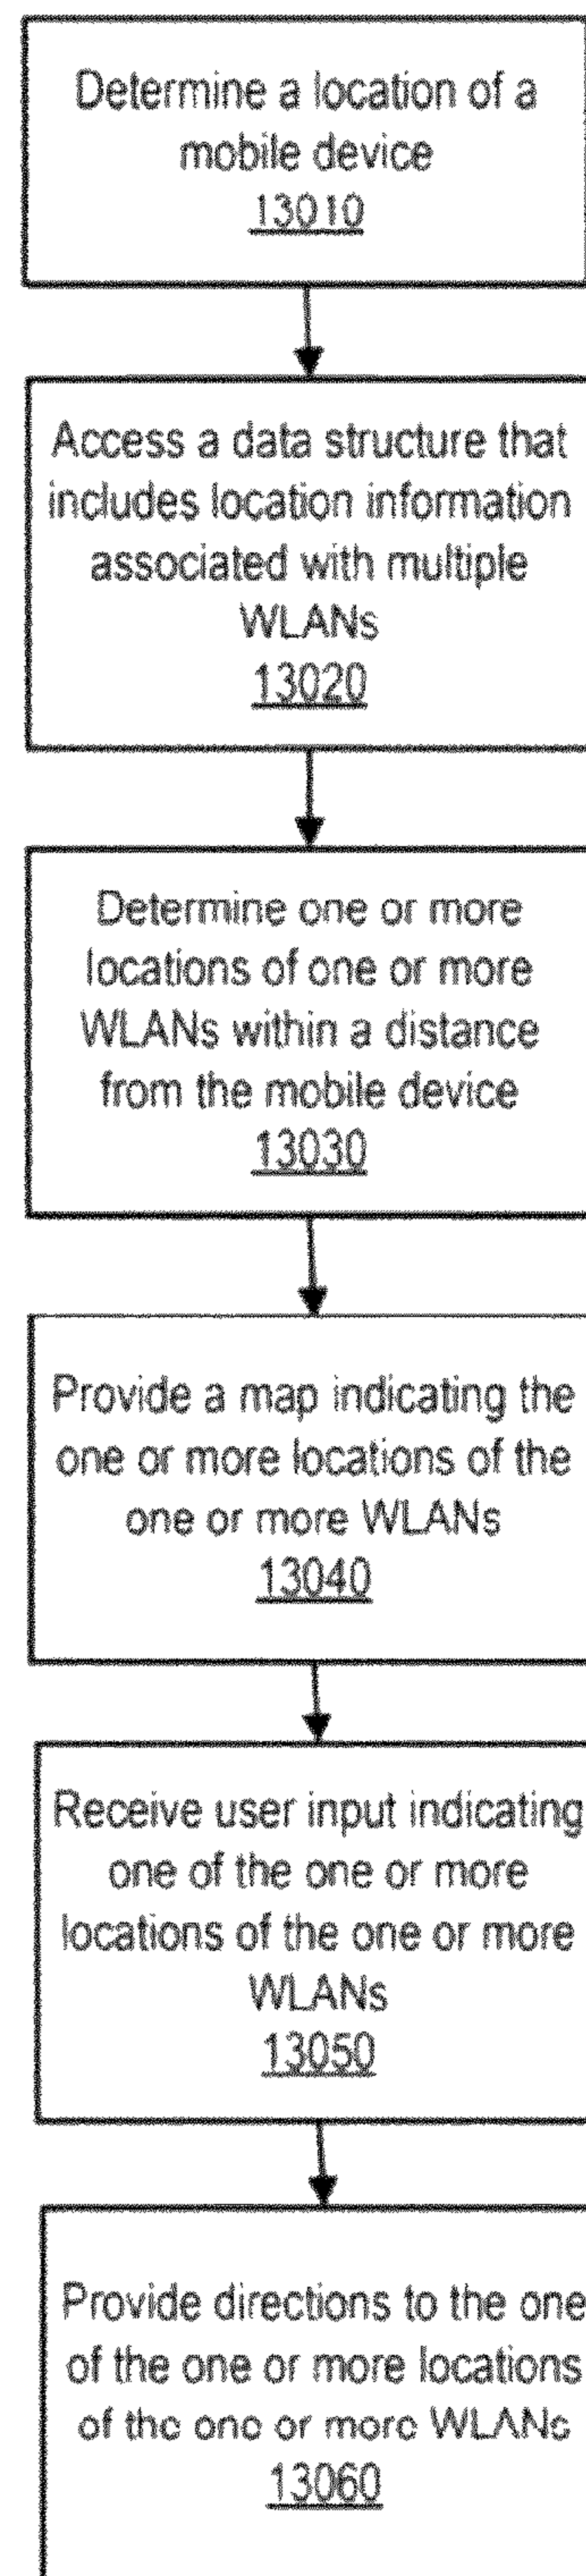 Determine a location of a
mobile device
13010
Access a data structure that
includes location information
associated with multiple
WLANs
13020
Determine one or more
locations of one or more
WLANs within a distance
from the mobile device
13030
Provide a map indicating the
one or more locations of the
one or more WLANs
13040
Receive user input indicating
one of the one or more
locations of the one or more
WLANs
13050
Provide directions to the one
of the one or more locations
of the one or more WLANs
13060